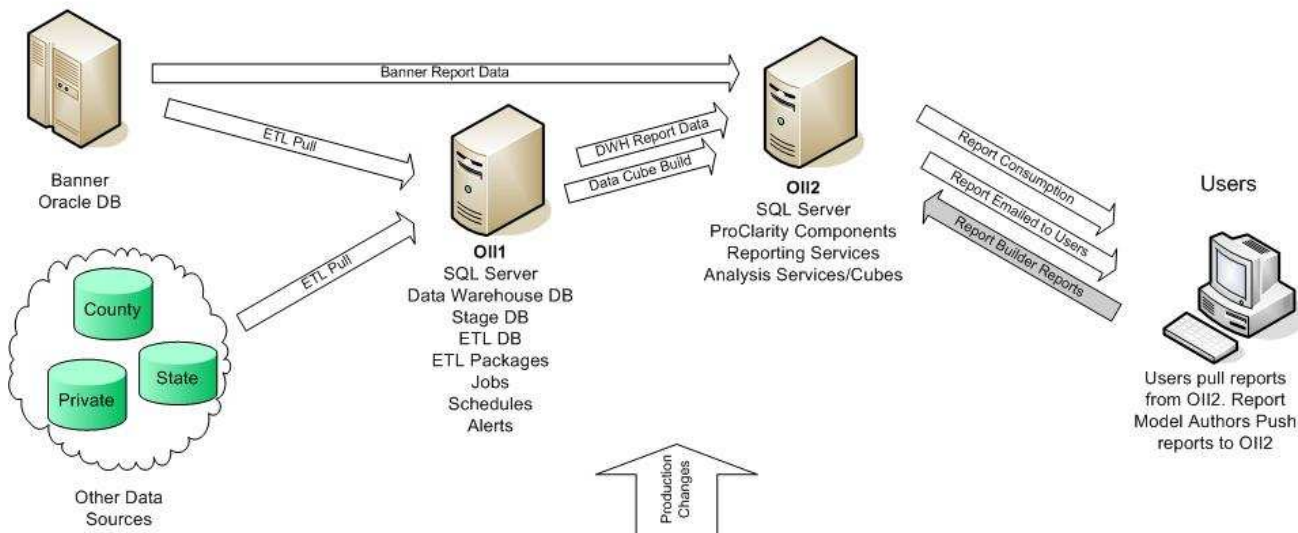 Banner Report Data
ETL Pull
Banner
Oracle DB
DWH Report Data
Data Cube Build
OII1
SQL Server
Data Warehouse DB
Stage DB
ETL DB
ETL Packages
Jobs
Schedules
Alerts
OII2
SQL Server
ProClarity Components
Reporting Services
Analysis Services/Cubes
Report Consumption
Report Emailed to Users
Report Builder Reports
Users
Users pull reports
from OII2. Report
Model Authors Push
reports to OII2
ETL Pull
County
State
Private
Other Data
Sources
Production
Changes